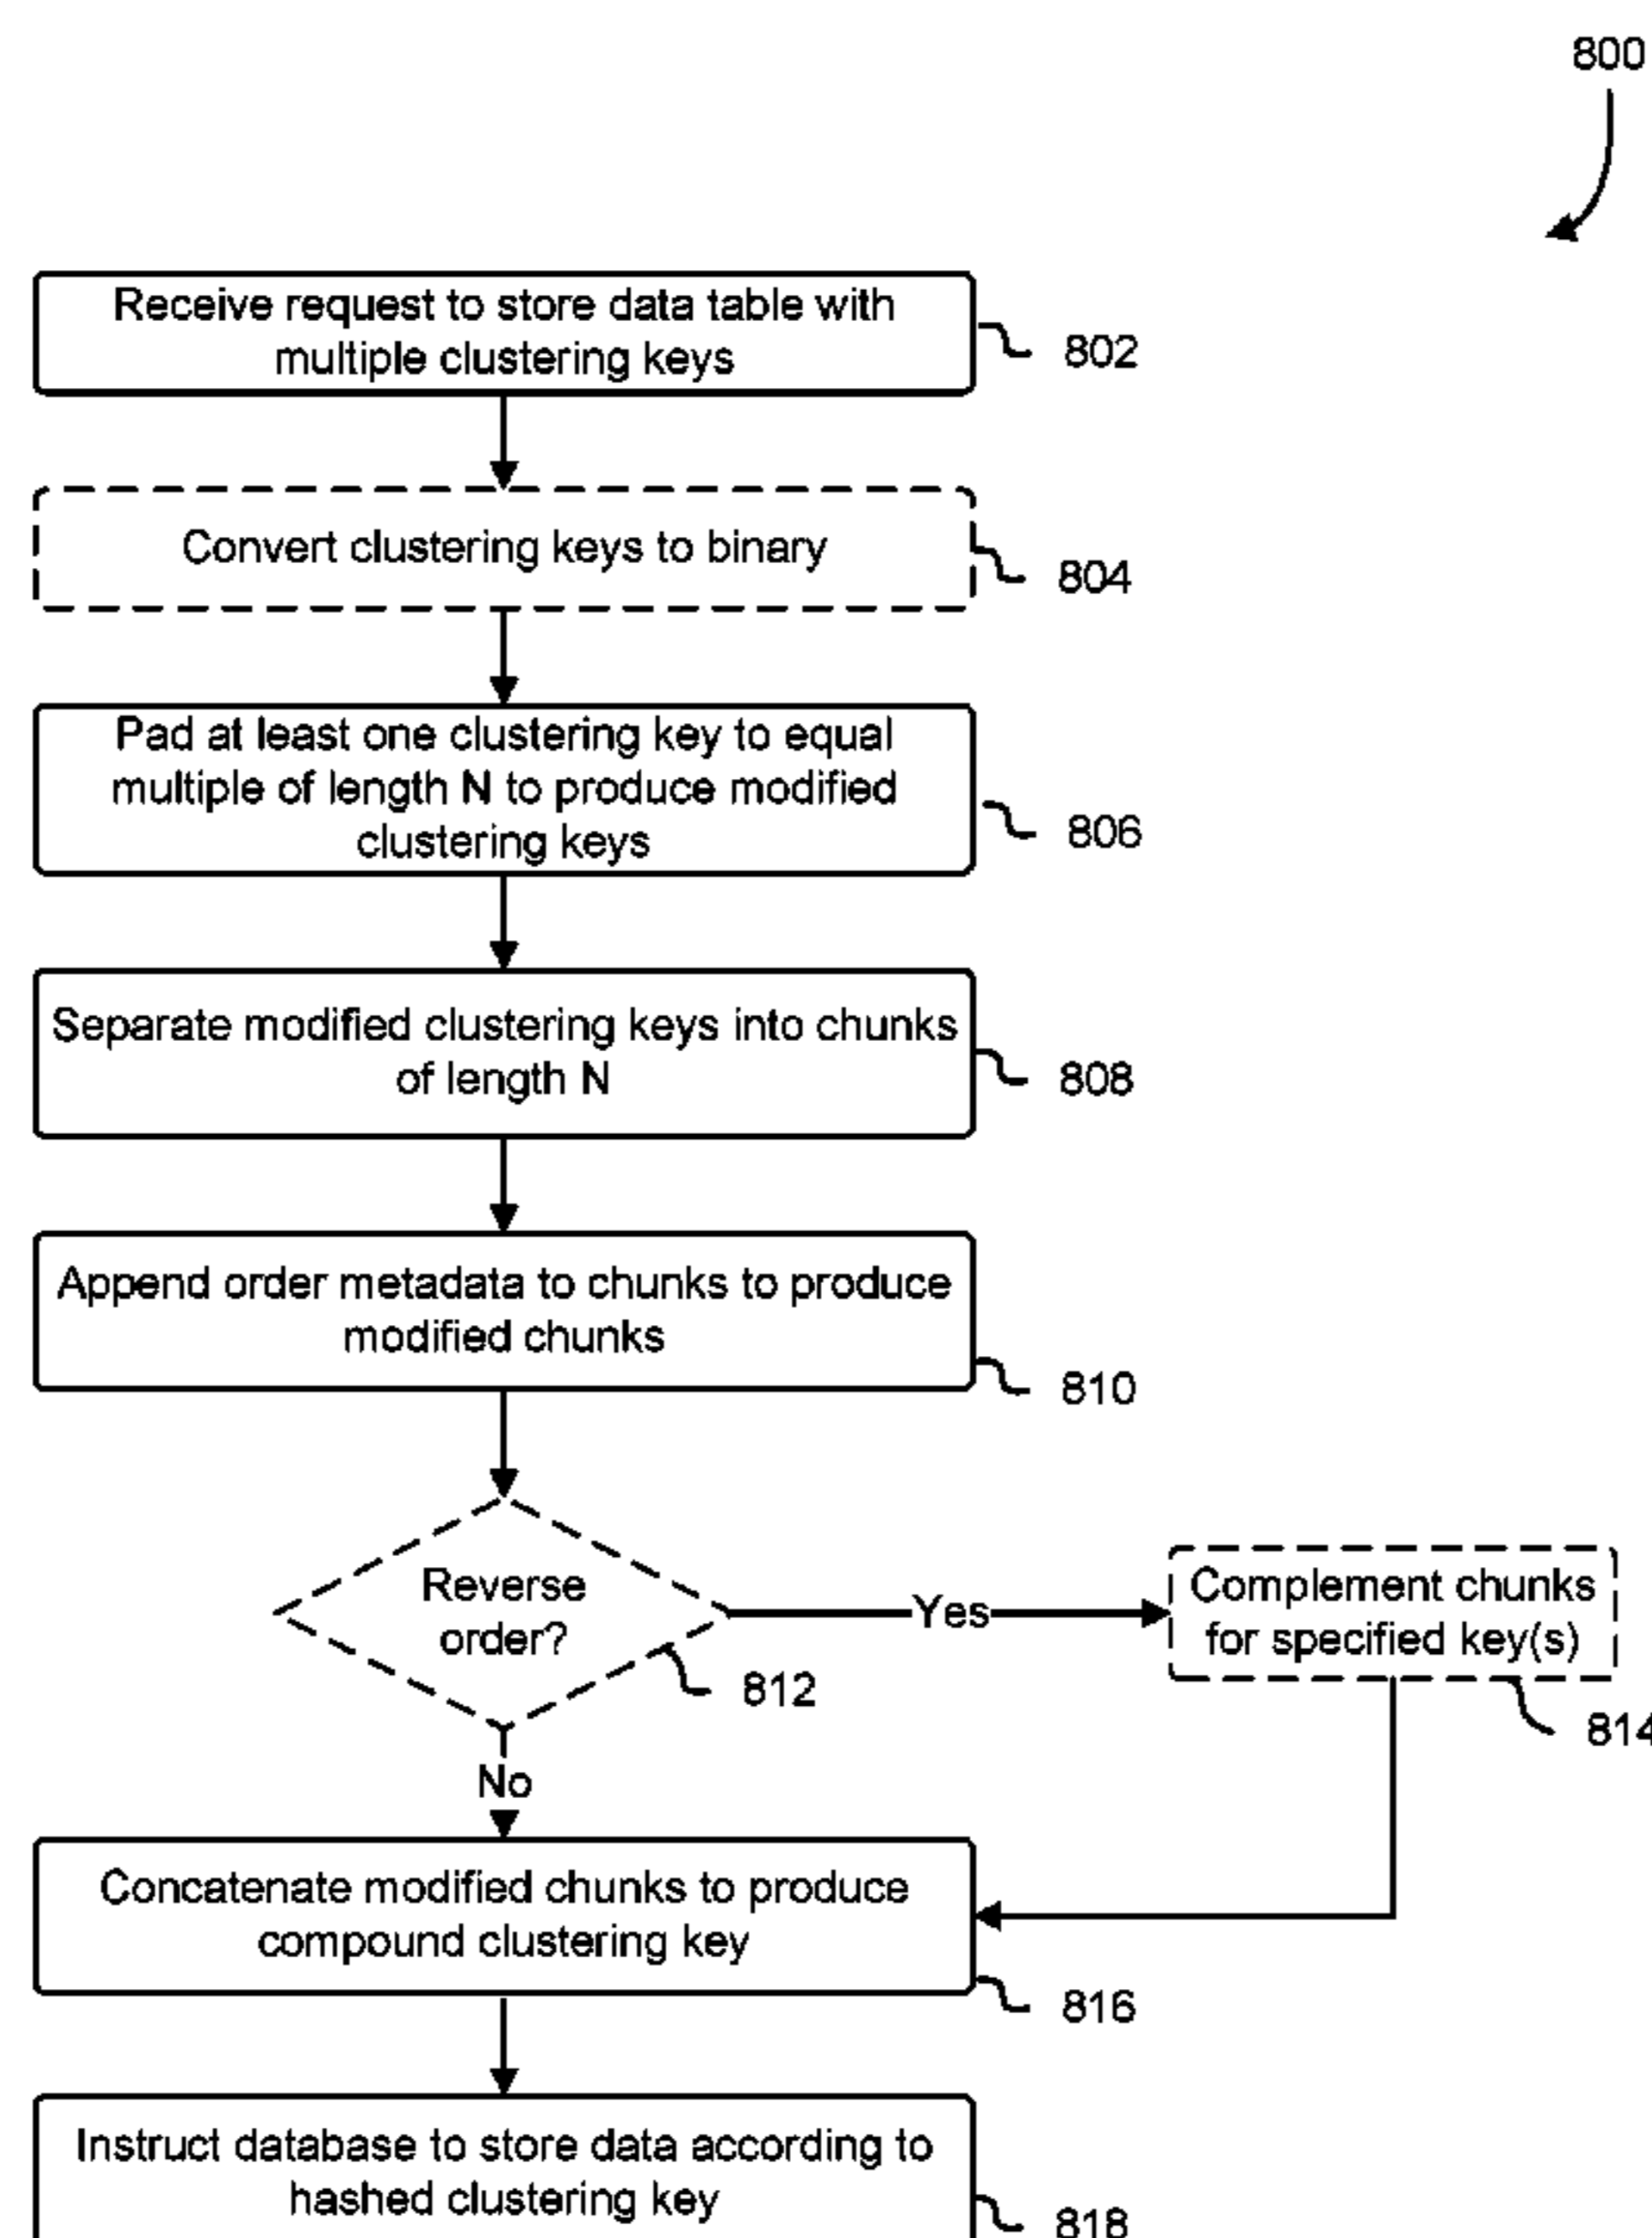 800
Receive request to store data table with
multiple clustering keys
802
Convert clustering keys to binary
804
Pad at least one clustering key to equal
multiple of length N to produce modified
clustering keys
806
Separate modified clustering keys into chunks
of length N
808
Append order metadata to chunks to produce
modified chunks
810
Reverse
order?
812
Yes
Complement chunks
for specified key(s)
814
No
Concatenate modified chunks to produce
compound clustering key
816
Instruct database to store data according to
hashed clustering key
818